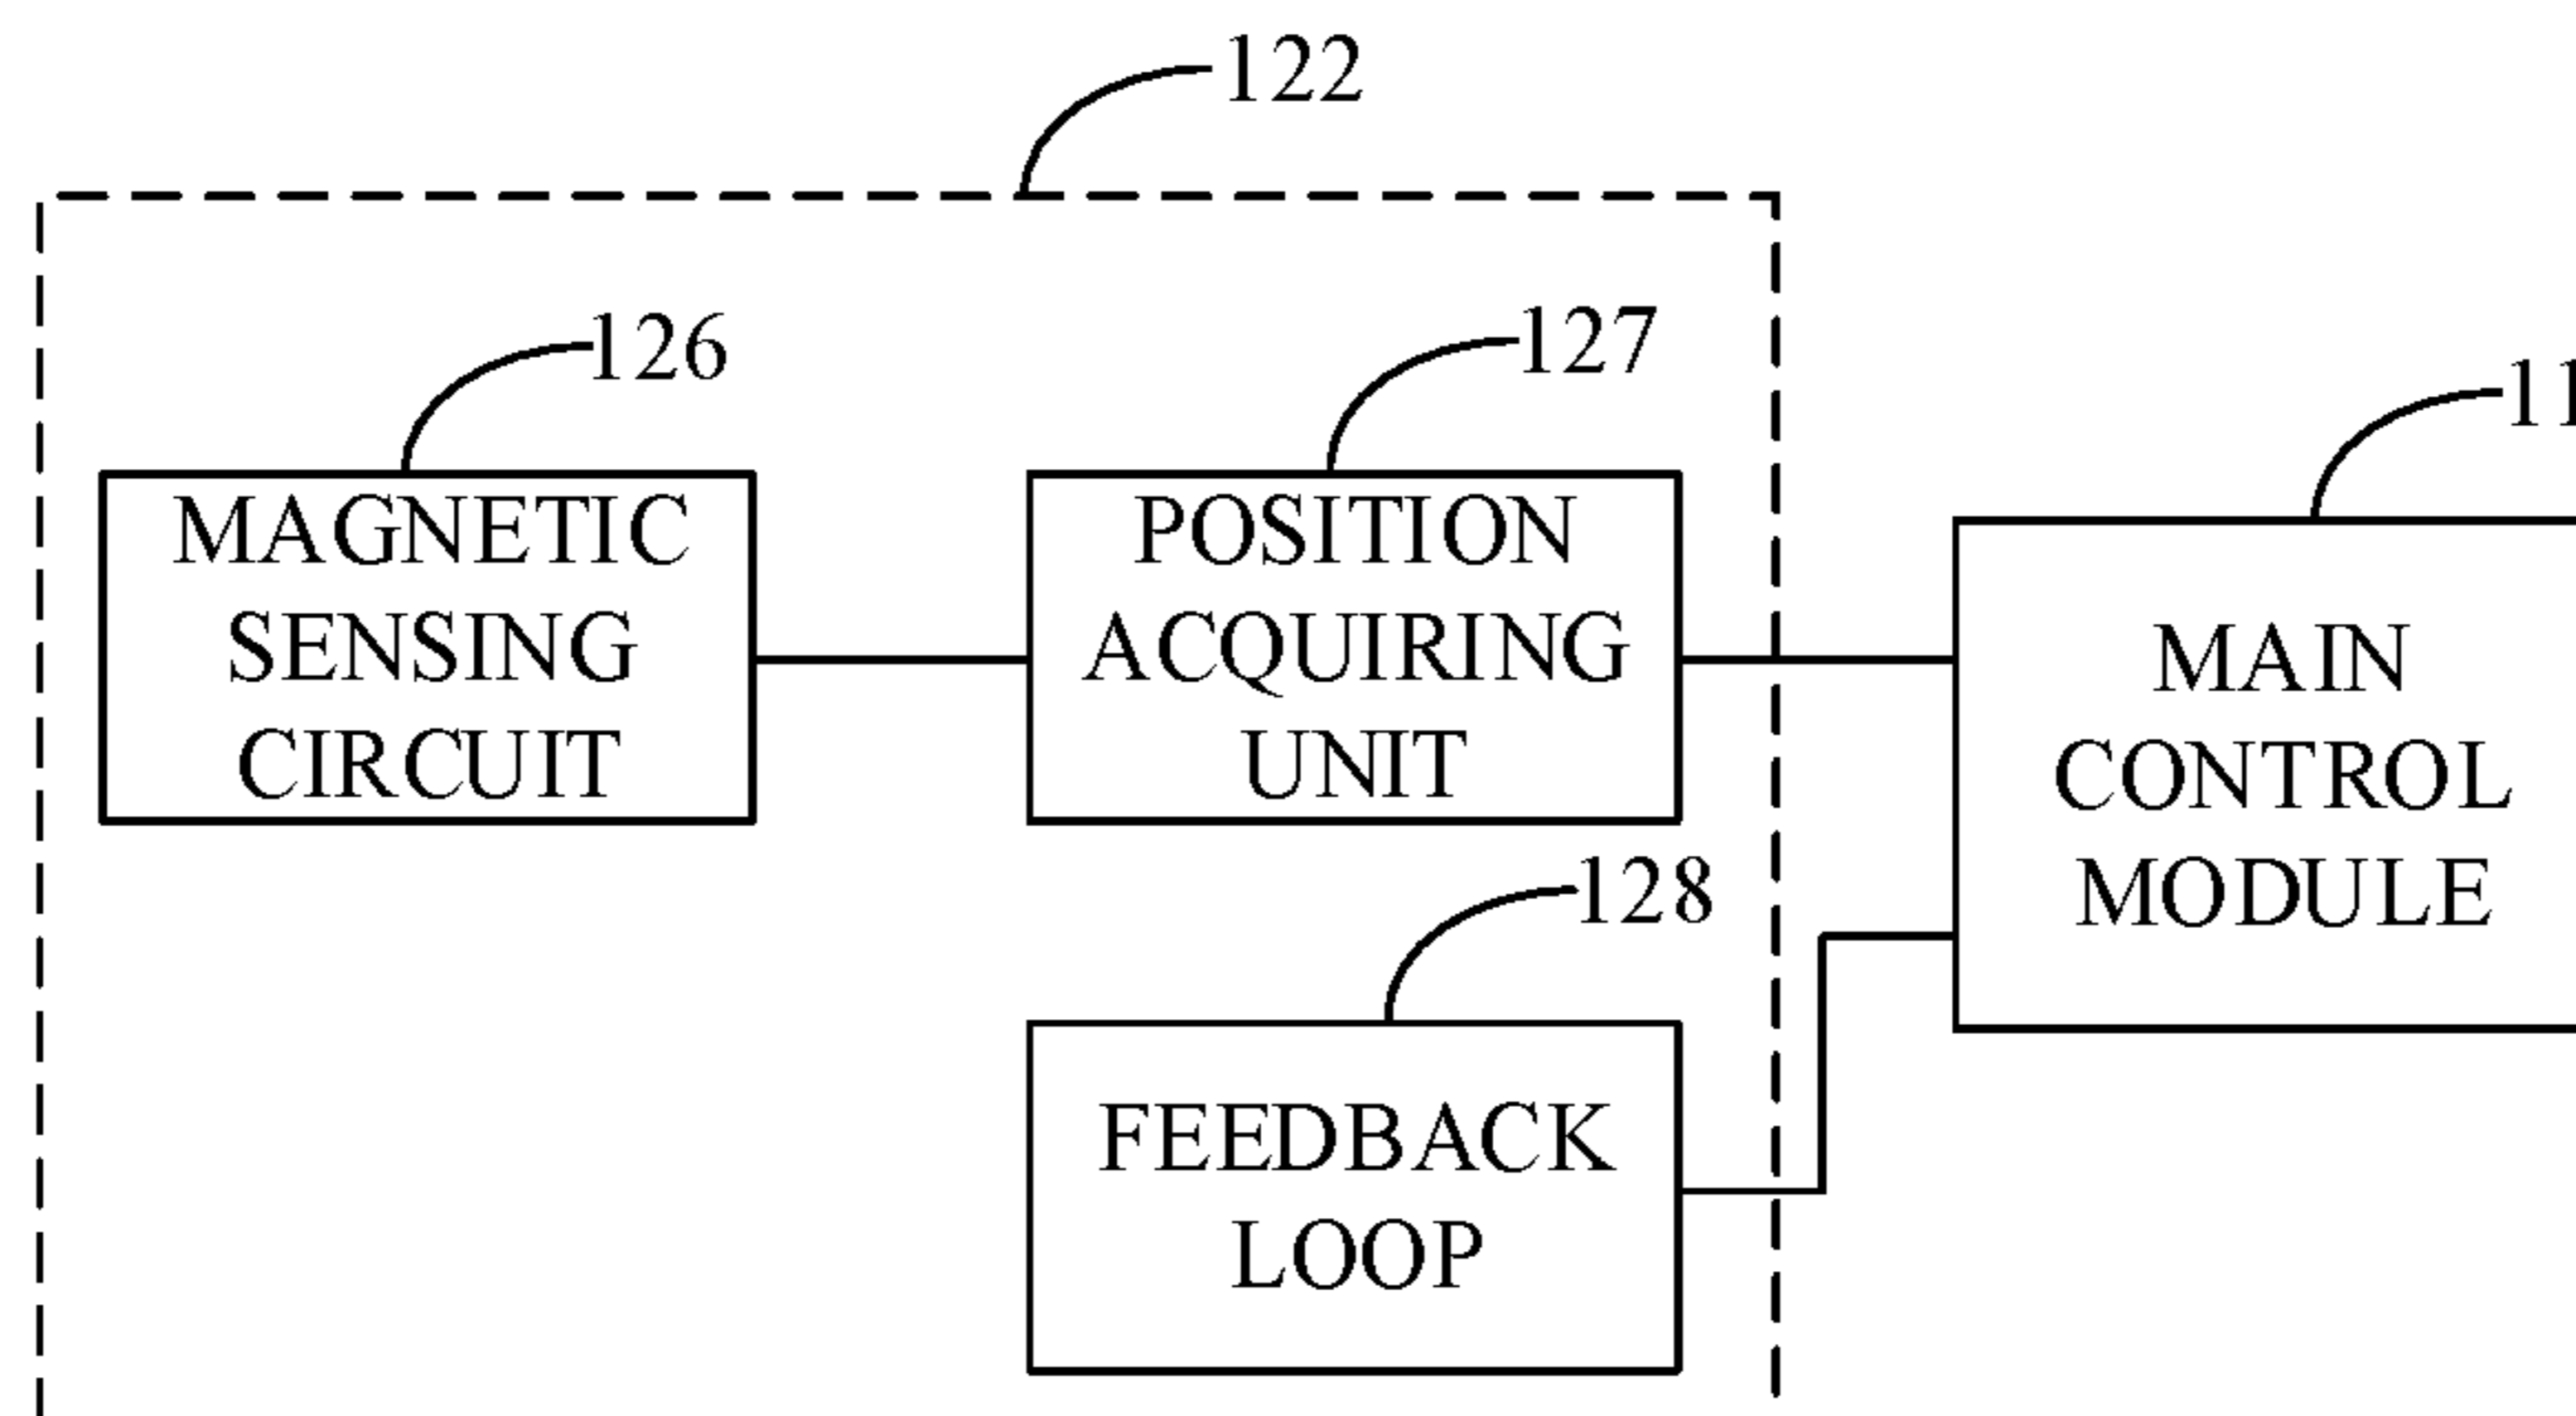 122
126
127
MAGNETIC
SENSING
CIRCUIT
POSITION
ACQUIRING
UNIT
MAIN
CONTROL
MODULE
128
FEEDBACK
LOOP